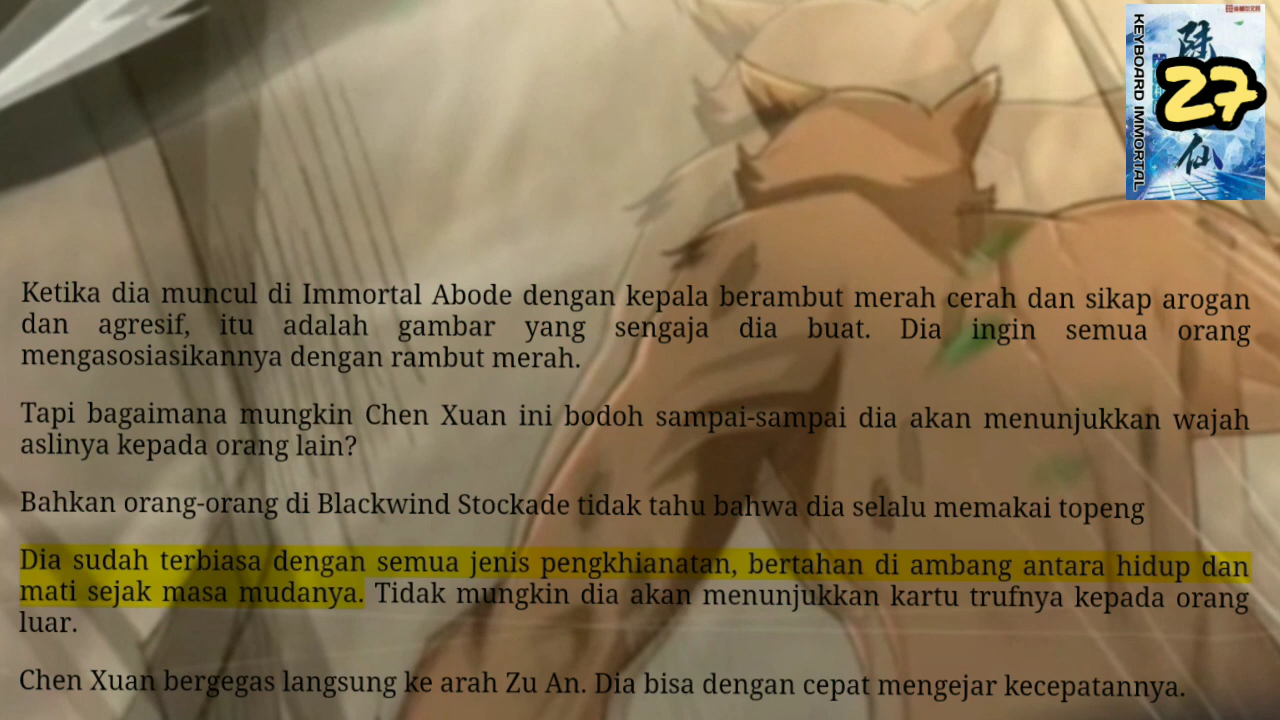 陆
27
仙
KEYBOARD IMMORTAL
Ketika dia muncul di Immortal Abode dengan kepala berambut merah cerah dan sikap arogan
dan agresif, itu adalah gambar yang sengaja dia buat. Dia ingin semua orang
mengasosiasikannya dengan rambut merah.
Tapi bagaimana mungkin Chen Xuan ini bodoh sampai-sampai dia akan menunjukkan wajah
aslinya kepada orang lain?
Bahkan orang-orang di Blackwind Stockade tidak tahu bahwa dia selalu memakai topeng
Dia sudah terbiasa dengan semua jenis pengkhianatan, bertahan di ambang antara hidup dan
mati sejak masa mudanya. Tidak mungkin dia akan menunjukkan kartu trufnya kepada orang
luar.
Chen Xuan bergegas langsung ke arah Zu An. Dia bisa dengan cepat mengejar kecepatannya.